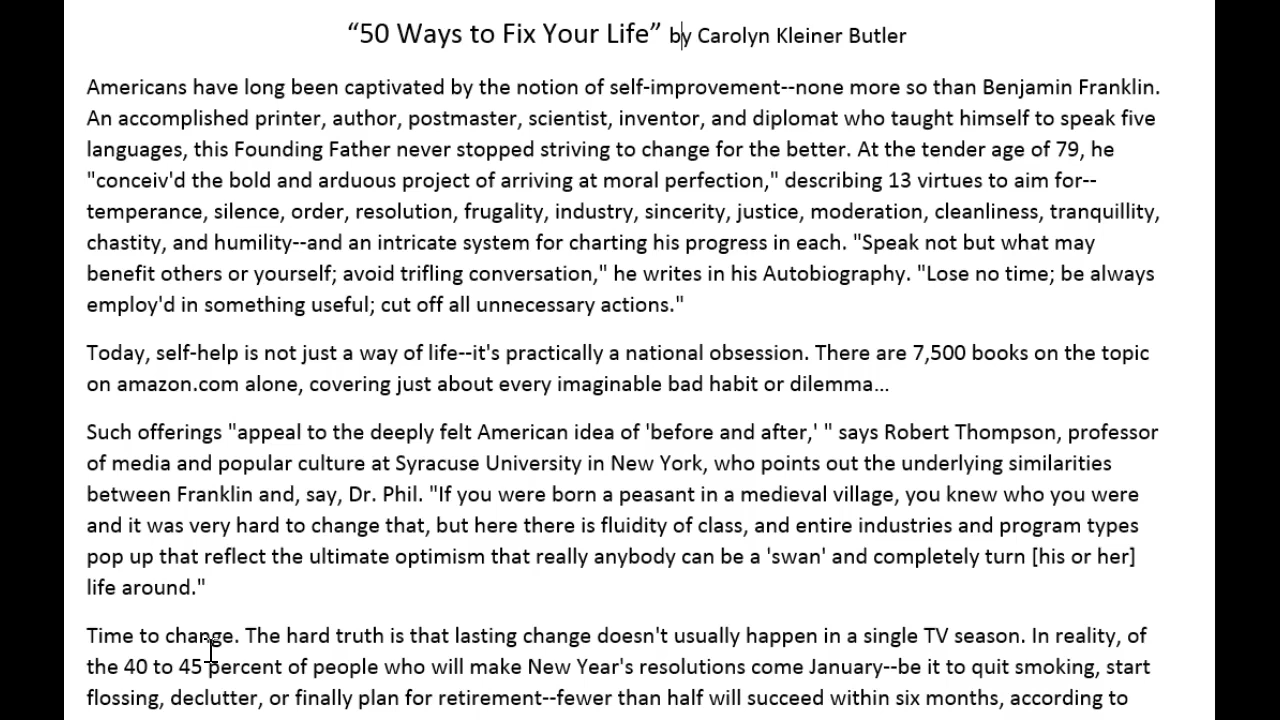 “50 Ways to Fix Your Life” by Carolyn Kleiner Butler
Americans have long been captivated by the notion of self-improvement--none more so than Benjamin Franklin.
An accomplished printer, author, postmaster, scientist, inventor, and diplomat who taught himself to speak five
languages, this Founding Father never stopped striving to change for the better. At the tender age of 79, he
"conceiv'd the bold and arduous project of arriving at moral perfection," describing 13 virtues to aim for--
temperance, silence, order, resolution, frugality, industry, sincerity, justice, moderation, cleanliness, tranquillity,
chastity, and humility--and an intricate system for charting his progress in each. "Speak not but what may
benefit others or yourself; avoid trifling conversation," he writes in his Autobiography. "Lose no time; be always
employ'd in something useful; cut off all unnecessary actions."
Today, self-help is not just a way of life--it's practically a national obsession. There are 7,500 books on the topic
on amazon.com alone, covering just about every imaginable bad habit or dilemma…
Such offerings "appeal to the deeply felt American idea of 'before and after,' " says Robert Thompson, professor
of media and popular culture at Syracuse University in New York, who points out the underlying similarities
between Franklin and, say, Dr. Phil. "If you were born a peasant in a medieval village, you knew who you were
and it was very hard to change that, but here there is fluidity of class, and entire industries and program types
pop up that reflect the ultimate optimism that really anybody can be a 'swan' and completely turn [his or her]
life around."
Time to change. The hard truth is that lasting change doesn't usually happen in a single TV season. In reality, of
the 40 to 45 percent of people who will make New Year's resolutions come January--be it to quit smoking, start
flossing, declutter, or finally plan for retirement--fewer than half will succeed within six months, according to